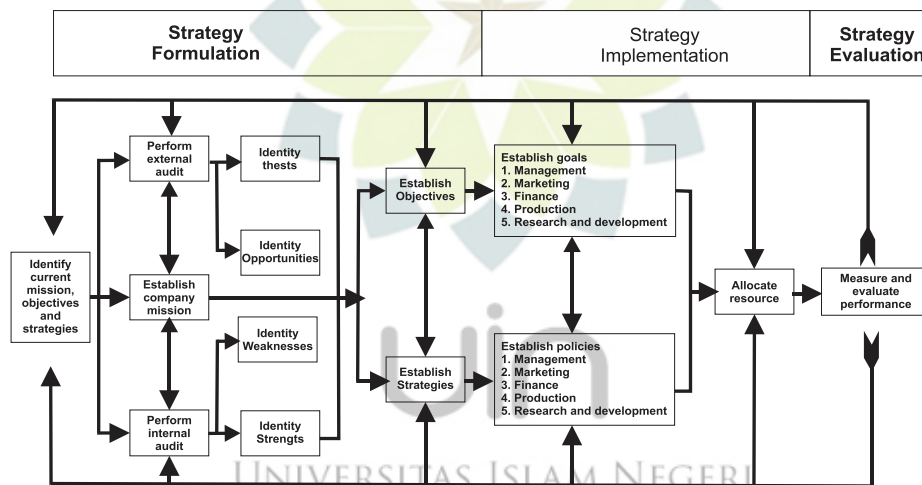 Strategy
Formulation
Strategy
Implementation
Strategy
Evaluation
Perform
external
audit
Identity
thests
Identity
Opportunities
Identify
current
mission,
objectives
and
strategies
Establish
company
mission
Identity
Weaknesses
Perform
internal
audit
Identity
Strengts
Establish
Objectives
Establish
Strategies
Establish goals
1. Management
2. Marketing
3. Finance
4. Production
5. Research and development
Establish policies
1. Management
2. Marketing
3. Finance
4. Production
5. Research and development
Allocate
resource
Measure and
evaluate
performance
uin
UNIVERSITAS ISLAM NEGERI